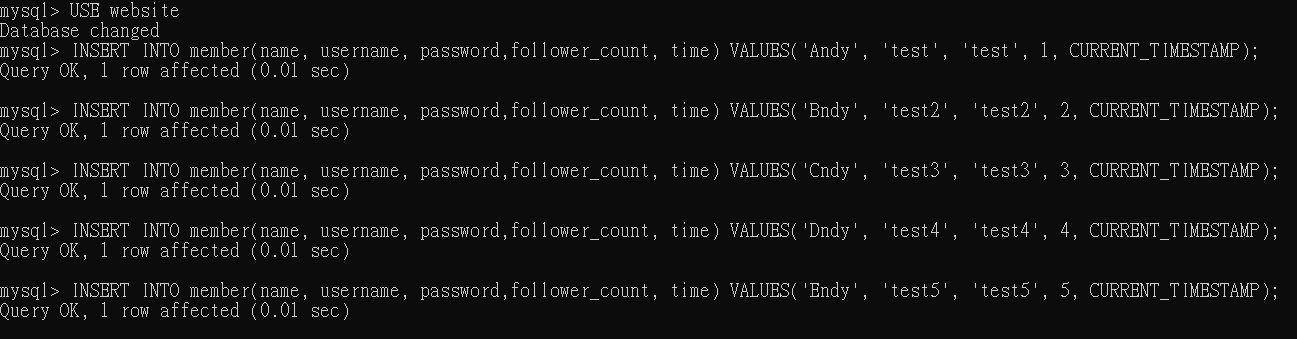 mysql> USE website
Database changed
mysql> INSERT INTO member(name, username, password,follower_count, time) VALUES('Andy', 'test', 'test', 1, CURRENT_TIMESTAMP);
Query OK, 1 row affected (0.01 sec)
mysql> INSERT INTO member(name, username, password,follower_count, time) VALUES('Bndy', 'test2', 'test2', 2, CURRENT_TIMESTAMP);
Query OK, 1 row affected (0.01 sec)
mysql> INSERT INTO member(name, username, password,follower_count, time) VALUES('Cndy', 'test3', 'test3', 3, CURRENT_TIMESTAMP);
Query OK, 1 row affected (0.01 sec)
mysql> INSERT INTO member(name, username, password,follower_count, time) VALUES('Dndy', 'test4', 'test4', 4, CURRENT_TIMESTAMP);
Query OK, 1 row affected (0.01 sec)
mysql> INSERT INTO member(name, username, password,follower_count, time) VALUES('Endy', 'test5', 'test5', 5, CURRENT_TIMESTAMP);
Query OK, 1 row affected (0.01 sec)